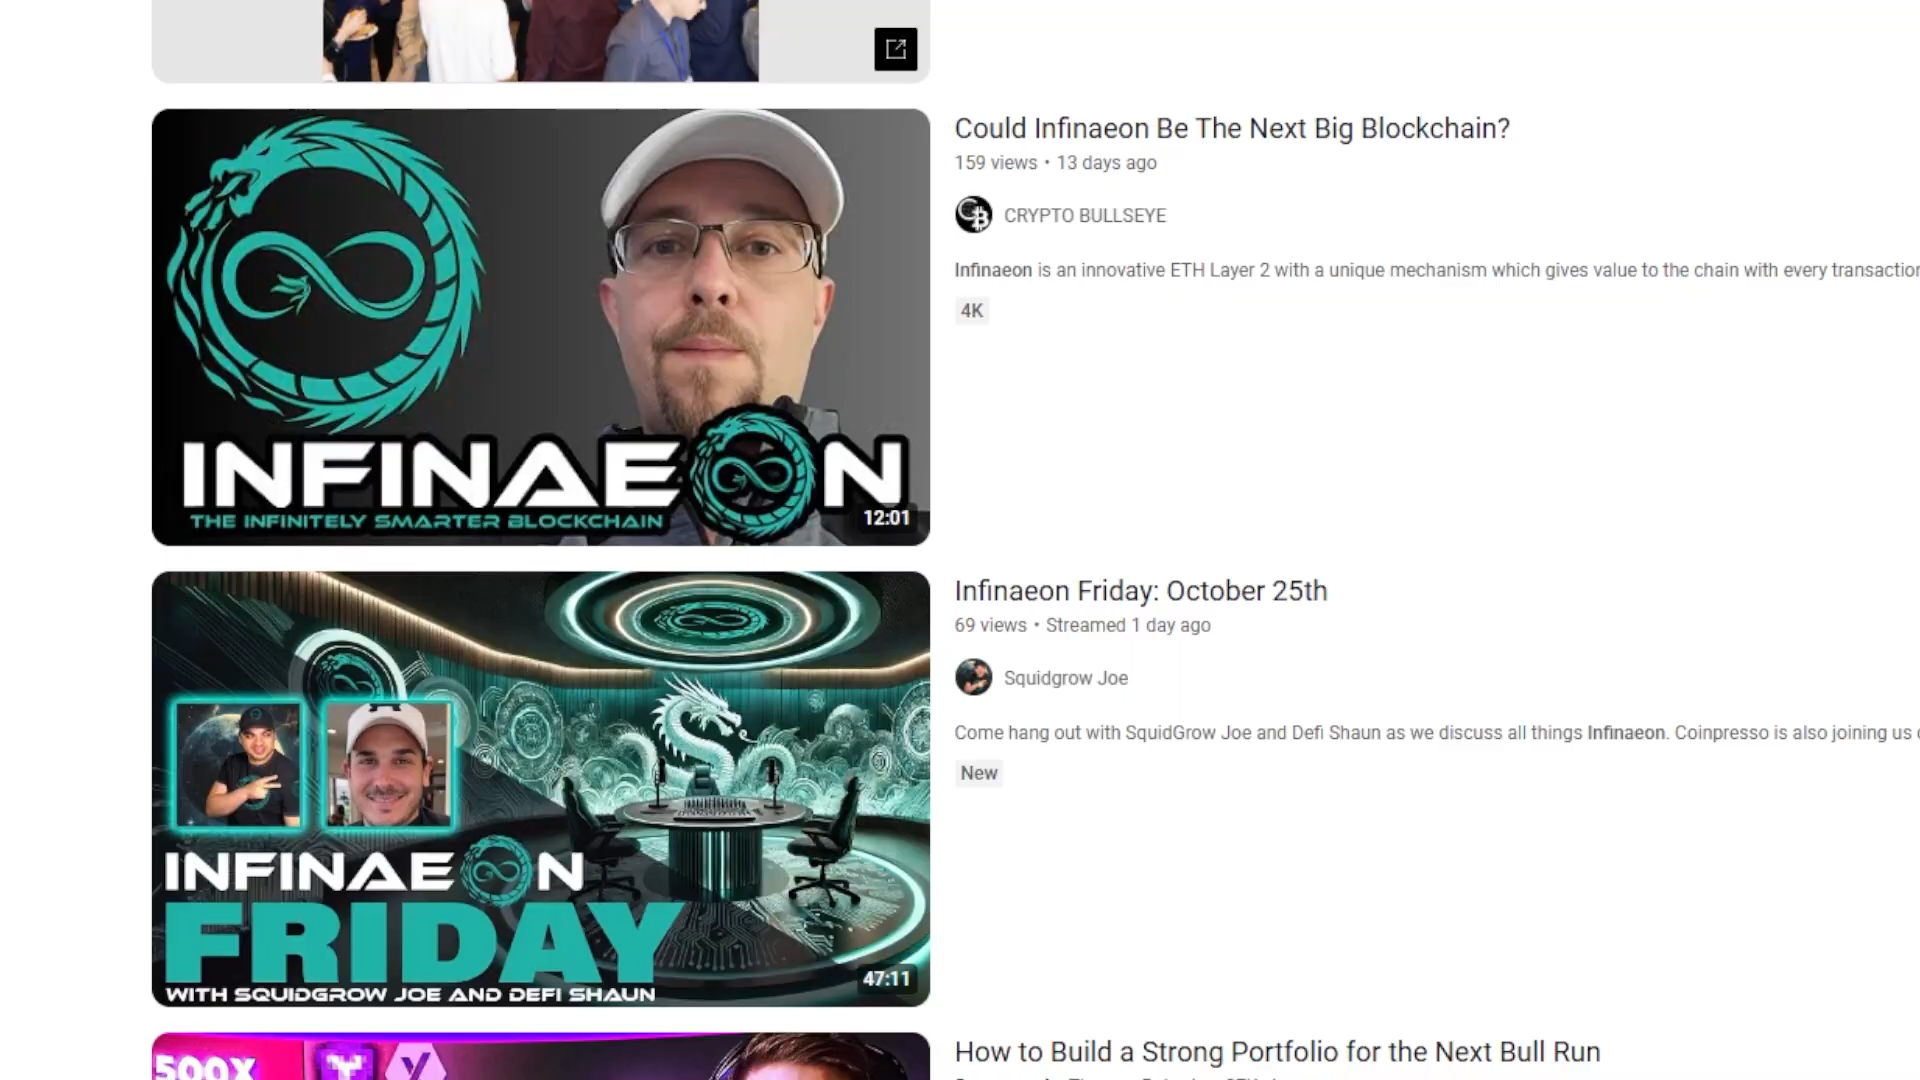 Could Infinaeon Be The Next Big Blockchain?
159 views • 13 days ago
CRYPTO BULLSEYE
Infinaeon is an innovative ETH Layer 2 with a unique mechanism which gives value to the chain with every transaction
4K
INFINAEON
THE INFINITELY SMARTER BLOCKCHAIN
12:01
Infinaeon Friday: October 25th
69 views • Streamed 1 day ago
Squidgrow Joe
Come hang out with SquidGrow Joe and Defi Shaun as we discuss all things Infinaeon. Coinpresso is also joining us
New
INFINAEON
FRIDAY
WITH SQUIDGROW JOE AND DEFI SHAUN
47:11
How to Build a Strong Portfolio for the Next Bull Run
500X